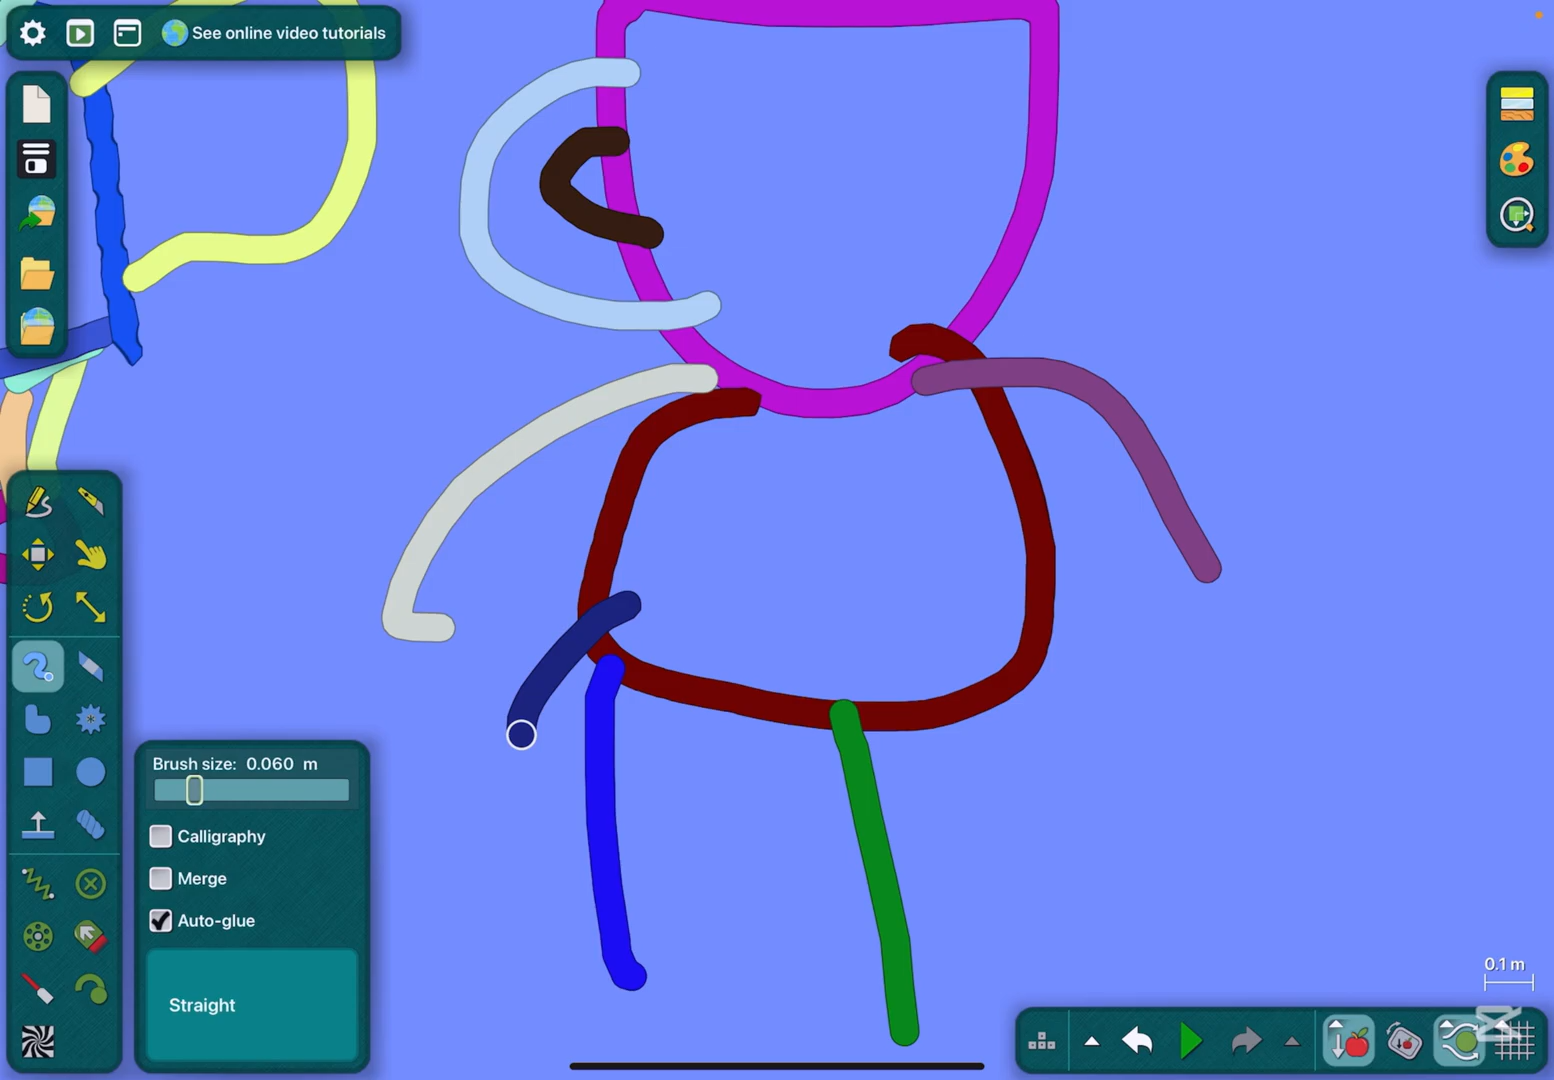 See online video tutorials
Brush size: 0.060 m
Calligraphy
Merge
Auto-glue
Straight
0.1 m